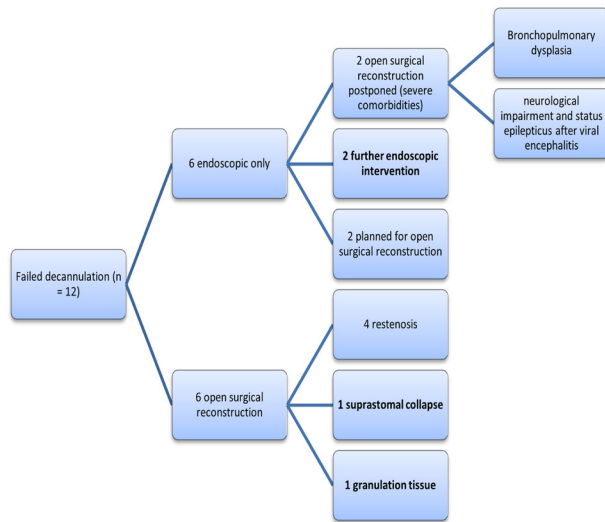 Failed decannulation (n
= 12)
6 endoscopic only
2 open surgical
reconstruction
postponed (severe
comorbidities)
Bronchopulmonary
dysplasia
neurological
impairment and status
epilepticus after viral
encephalitis
2 further endoscopic
intervention
2 planned for open
surgical reconstruction
6 open surgical
reconstruction
4 restenosis
1 suprastomal collapse
1 granulation tissue